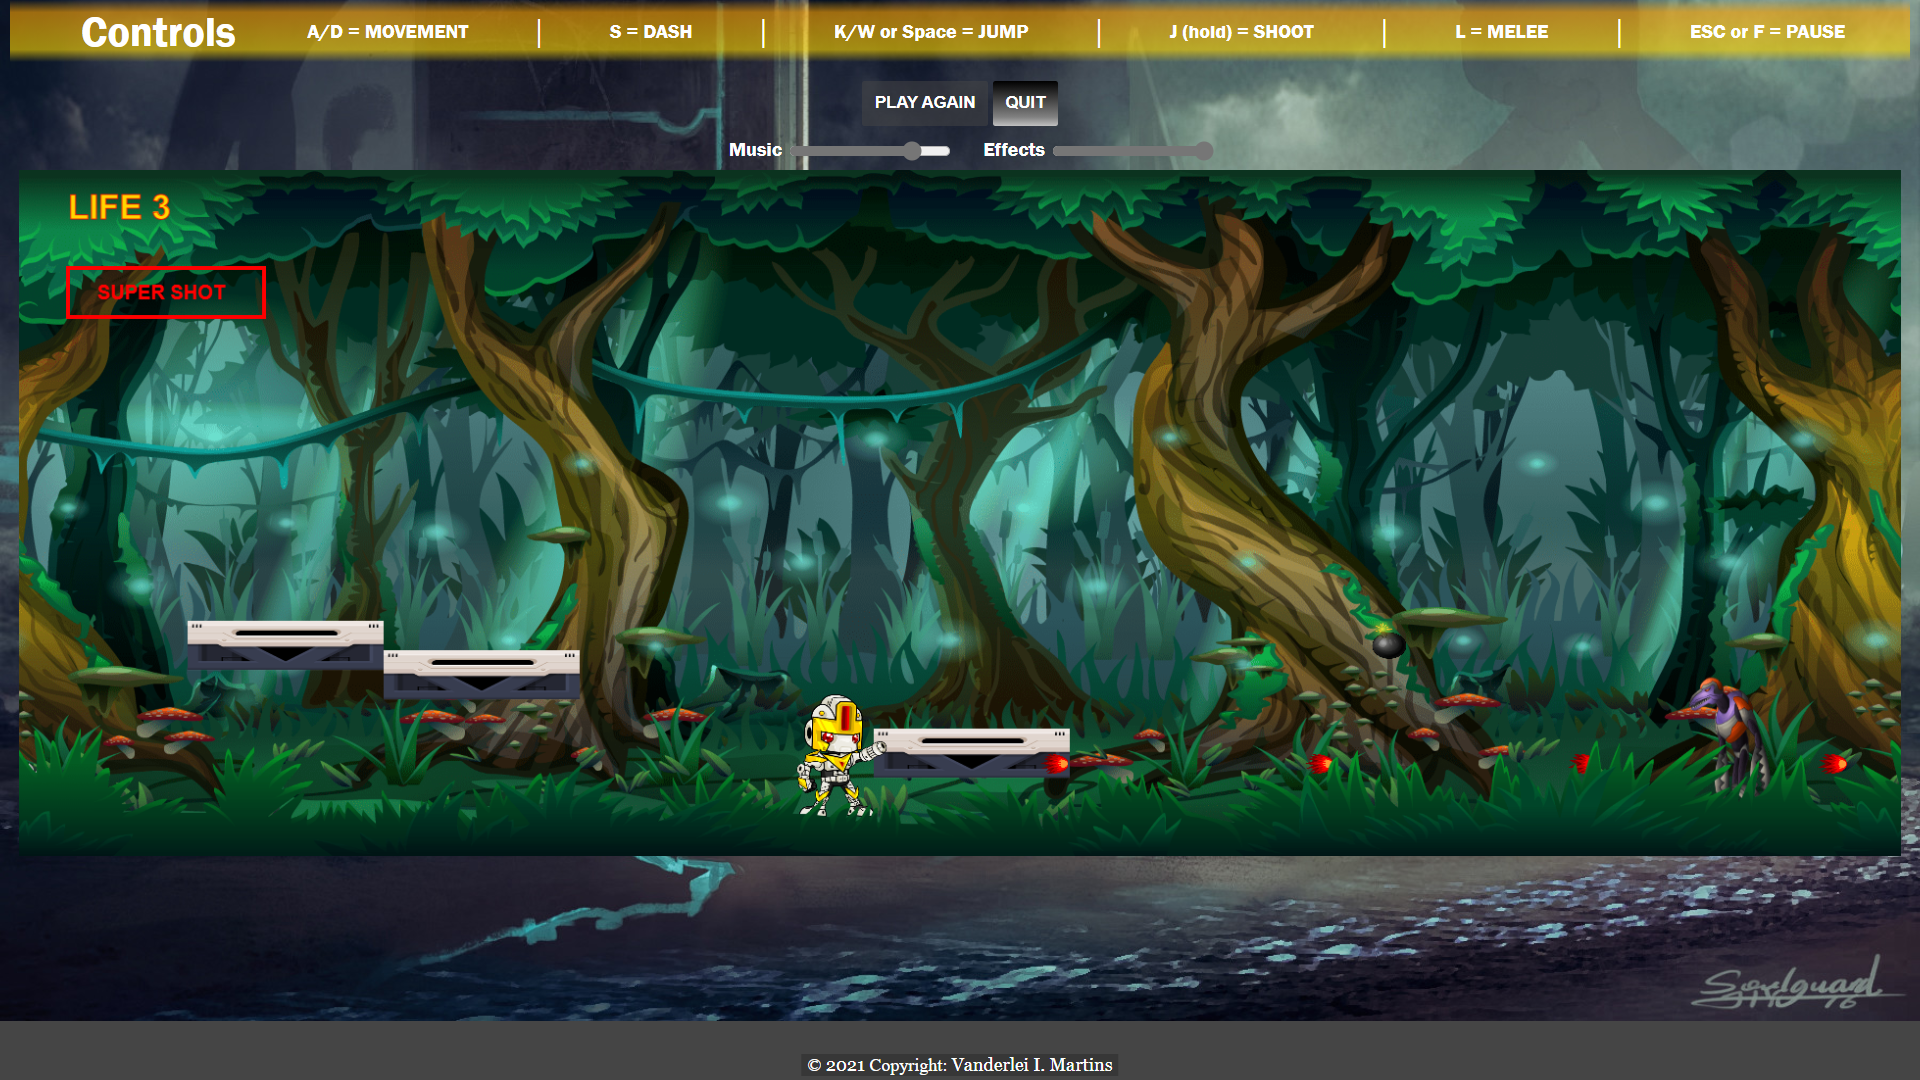 Controls A/D = MOVEMENT | S = DASH | K/W or Space = JUMP | J (hold) = SHOOT | L = MELEE | ESC or F = PAUSE
PLAY AGAIN QUIT
Music Effects
LIFE 3
SUPER SHOT
© 2021 Copyright: Vanderlei I. Martins